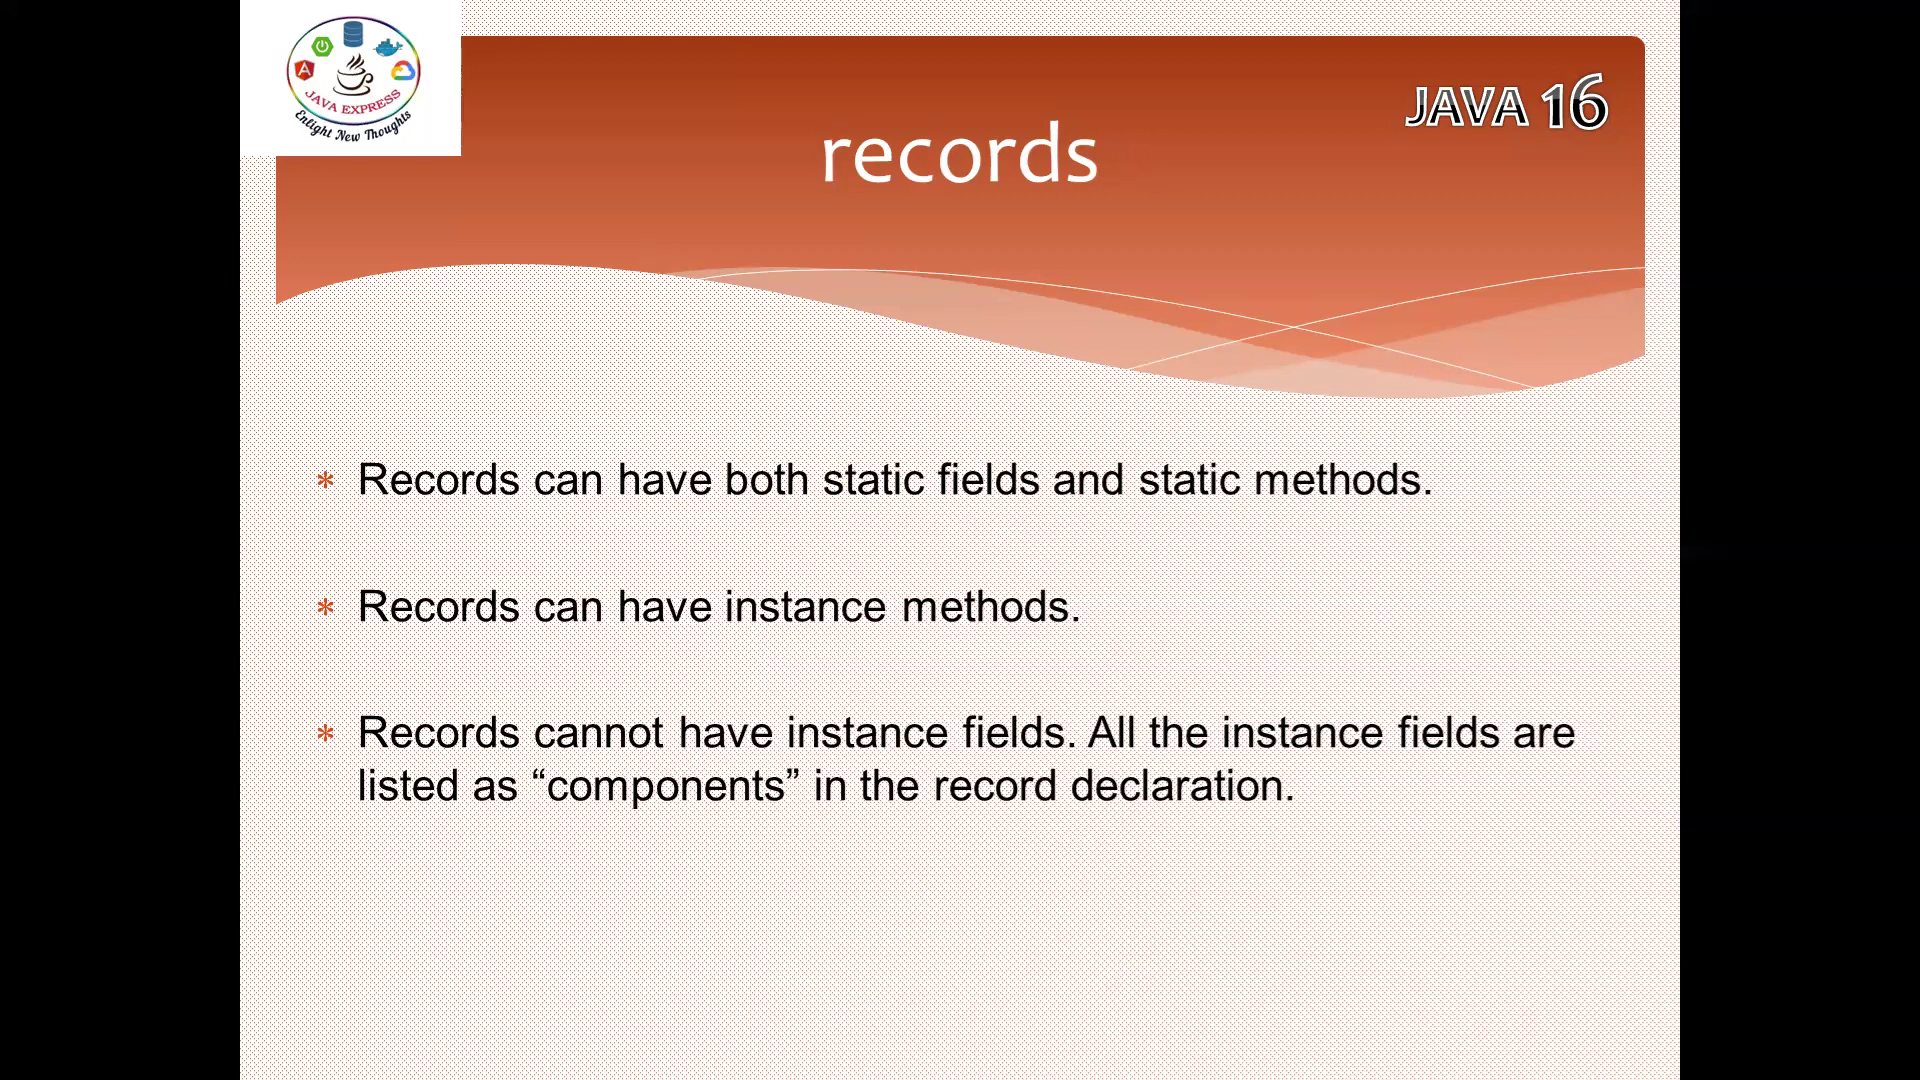 JAVA EXPRESS
Enlight New Thoughts
JAVA 16
records
* Records can have both static fields and static methods.
* Records can have instance methods.
* Records cannot have instance fields. All the instance fields are
listed as “components” in the record declaration.